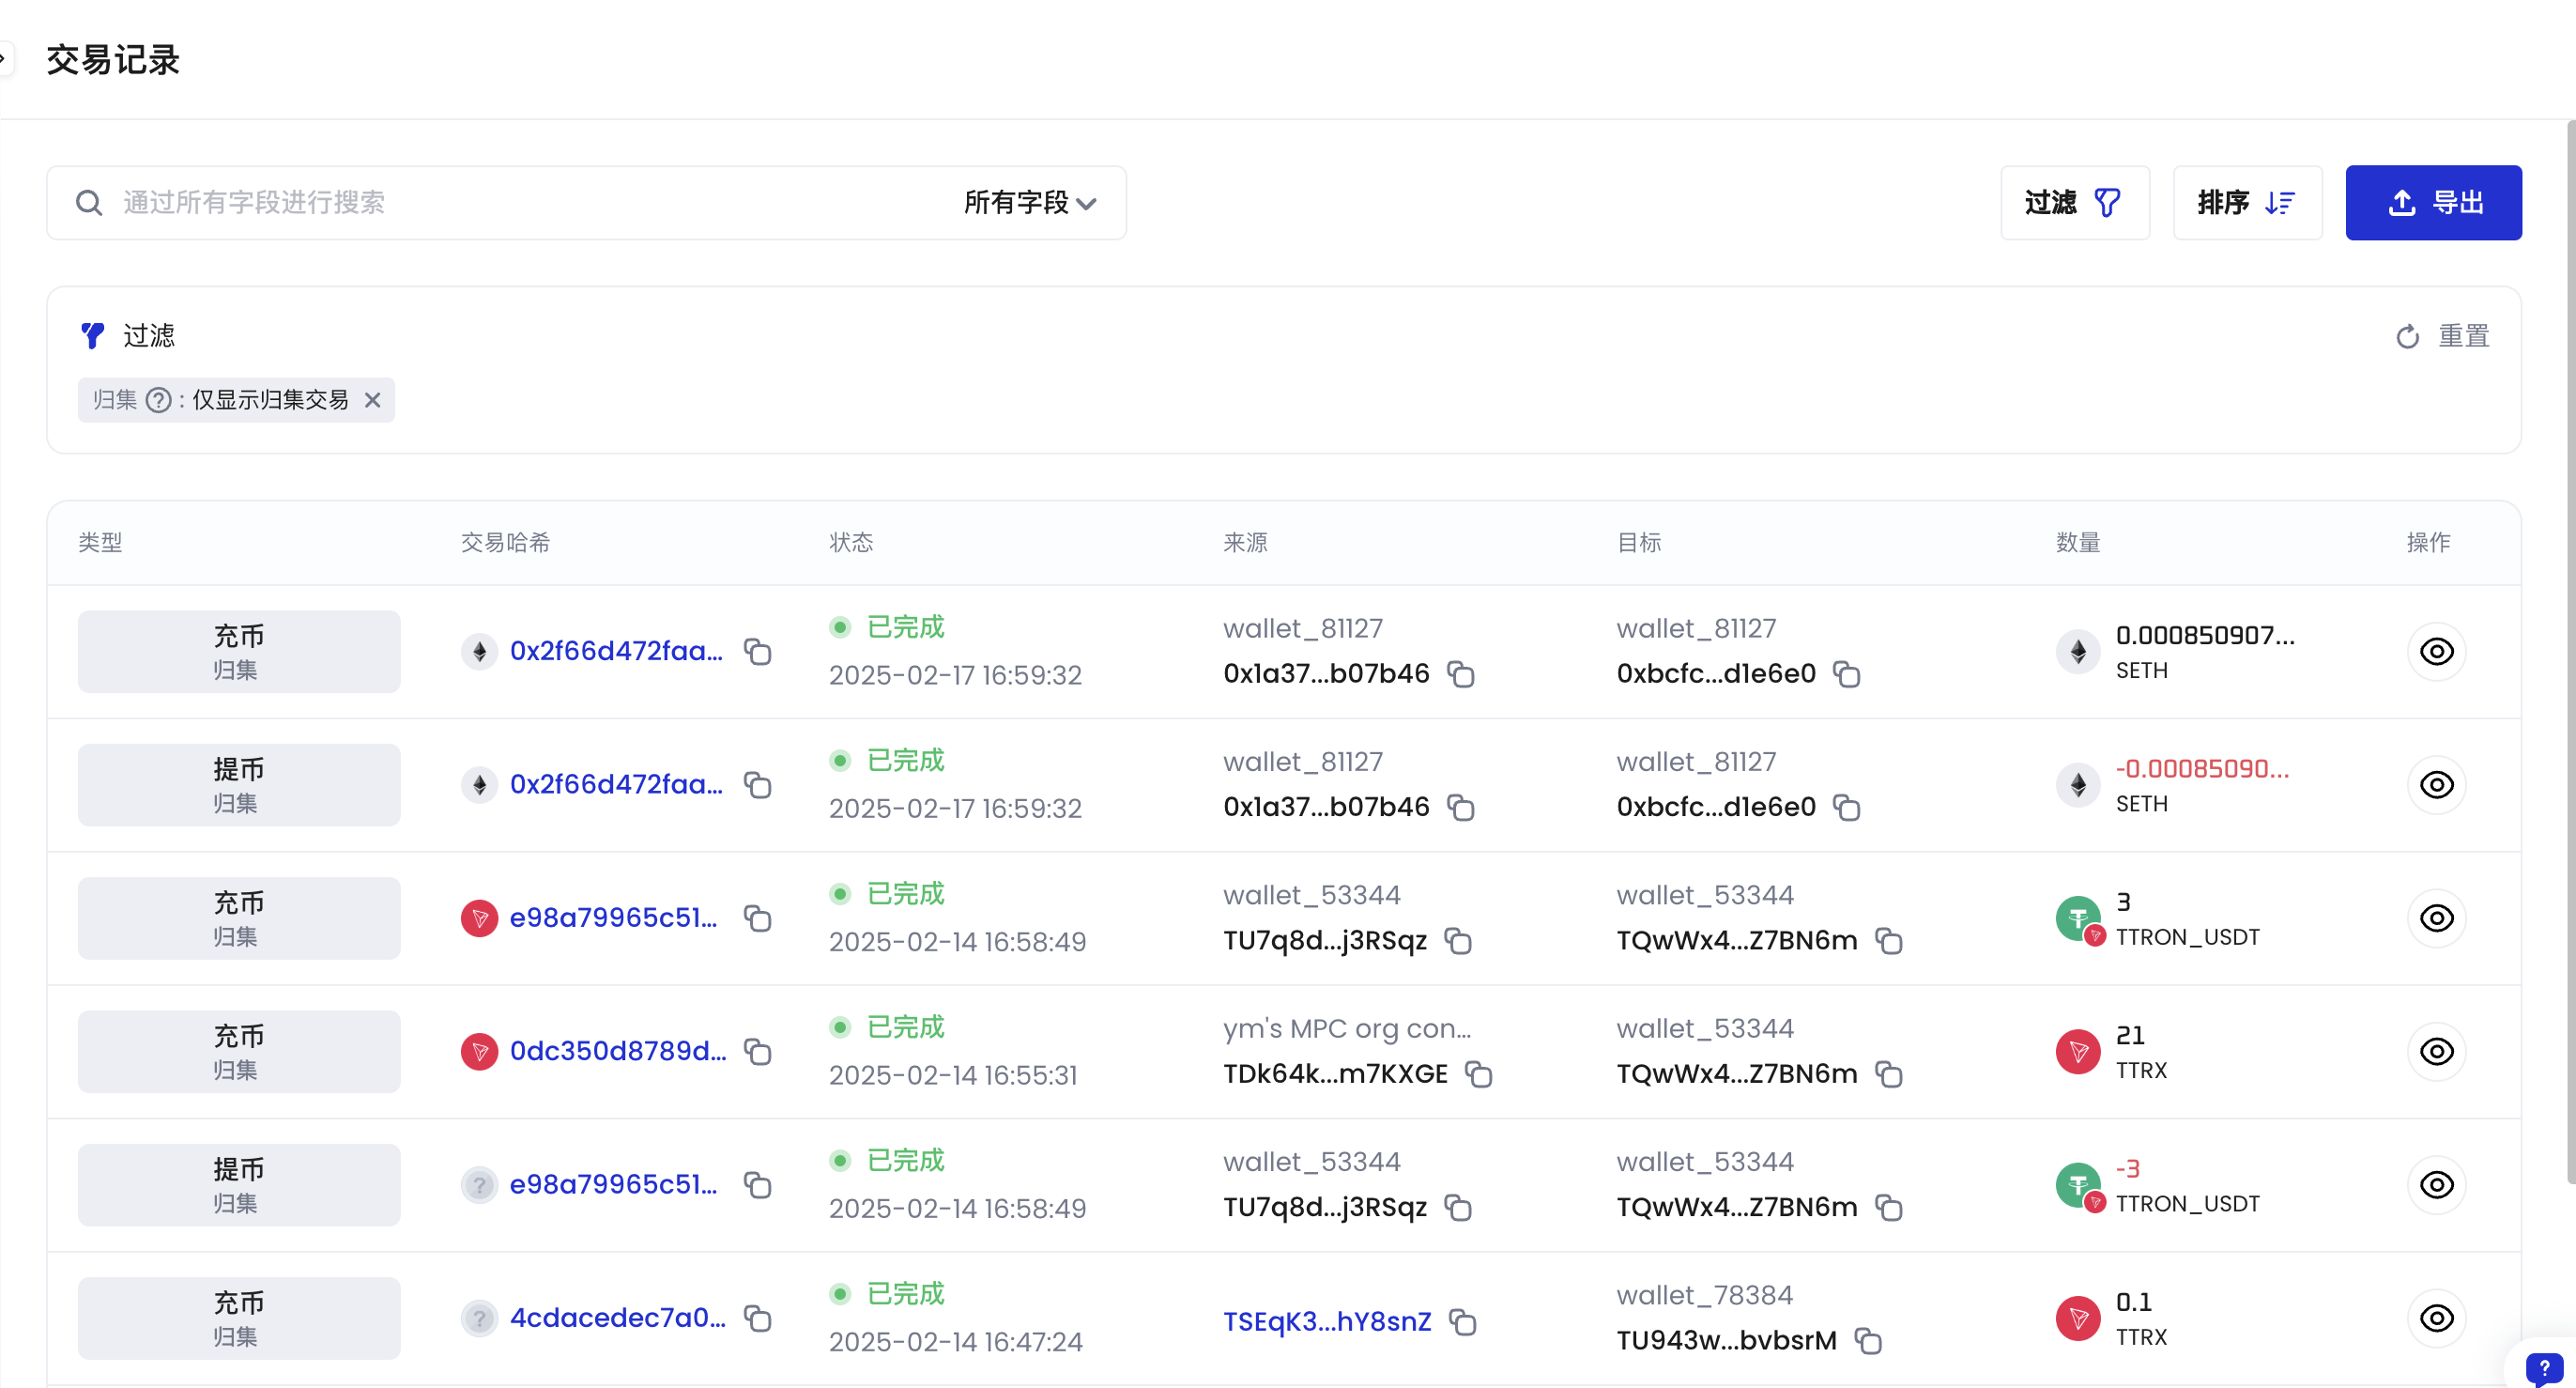 交易记录
通过所有字段进行搜索 所有字段 过滤 排序 导出
过滤 重置
归集 ? : 仅显示归集交易
类型 交易哈希 状态 来源 目标 数量 操作
充币 归集 0x2f66d472faa... 已完成 2025-02-17 16:59:32 wallet_81127 0x1a37...b07b46 wallet_81127 0xbcfc...d1e6e0 0.000850907... SETH
提币 归集 0x2f66d472faa... 已完成 2025-02-17 16:59:32 wallet_81127 0x1a37...b07b46 wallet_81127 0xbcfc...d1e6e0 -0.00085090... SETH
充币 归集 e98a79965c51... 已完成 2025-02-14 16:58:49 wallet_53344 TU7q8d...j3RSqz wallet_53344 TQwWx4...Z7BN6m 3 TTRON_USDT
充币 归集 0dc350d8789d... 已完成 2025-02-14 16:55:31 ym's MPC org con... TDk64k...m7KXGE wallet_53344 TQwWx4...Z7BN6m 21 TTRX
提币 归集 ? e98a79965c51... 已完成 2025-02-14 16:58:49 wallet_53344 TU7q8d...j3RSqz wallet_53344 TQwWx4...Z7BN6m -3 TTRON_USDT
充币 归集 ? 4cdacedec7a0... 已完成 2025-02-14 16:47:24 TSEqK3...hY8snZ wallet_78384 TU943w...bvbsrM 0.1 TTRX
?